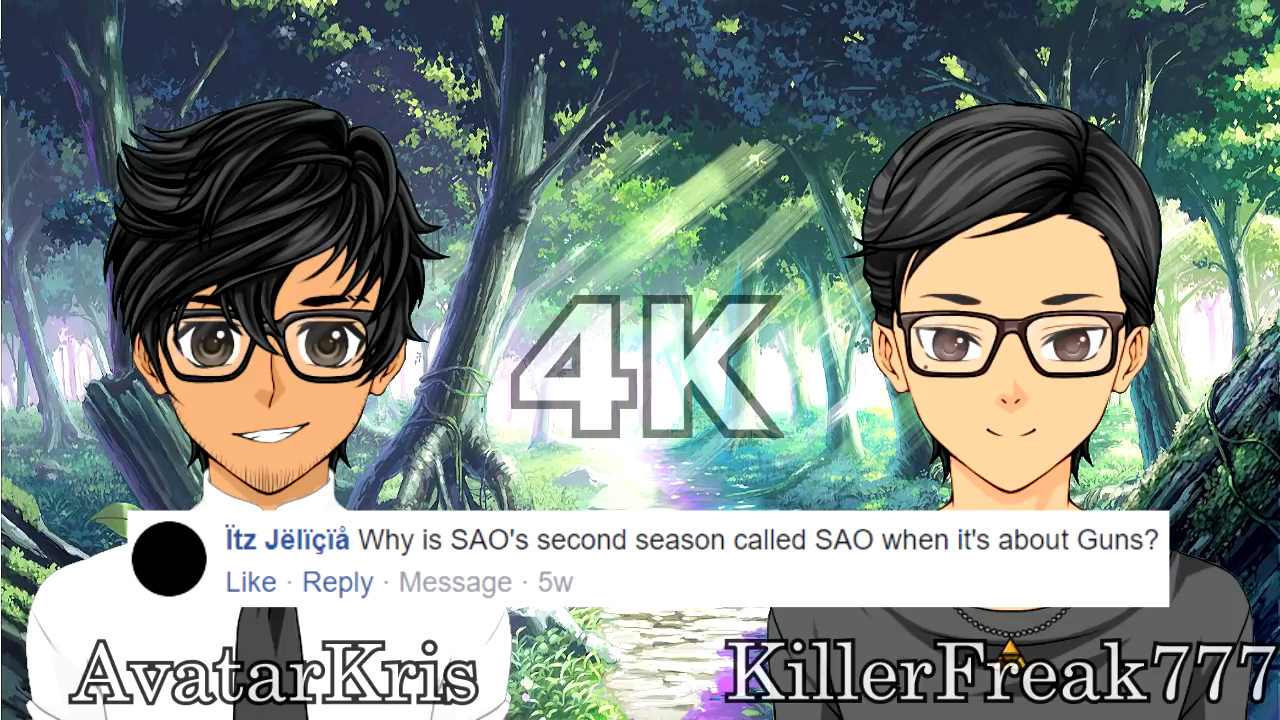 4K
Ïtz Jëlïçïå Why is SAO's second season called SAO when it's about Guns?
Like · Reply · Message · 5w
AvatarKris
KillerFreak777